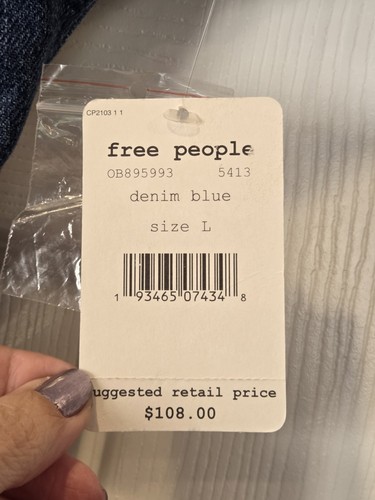 CP2103 1 1
free people
OB895993 5413
denim blue
size L
1 93465 07434 8
uggested retail price
$108.00